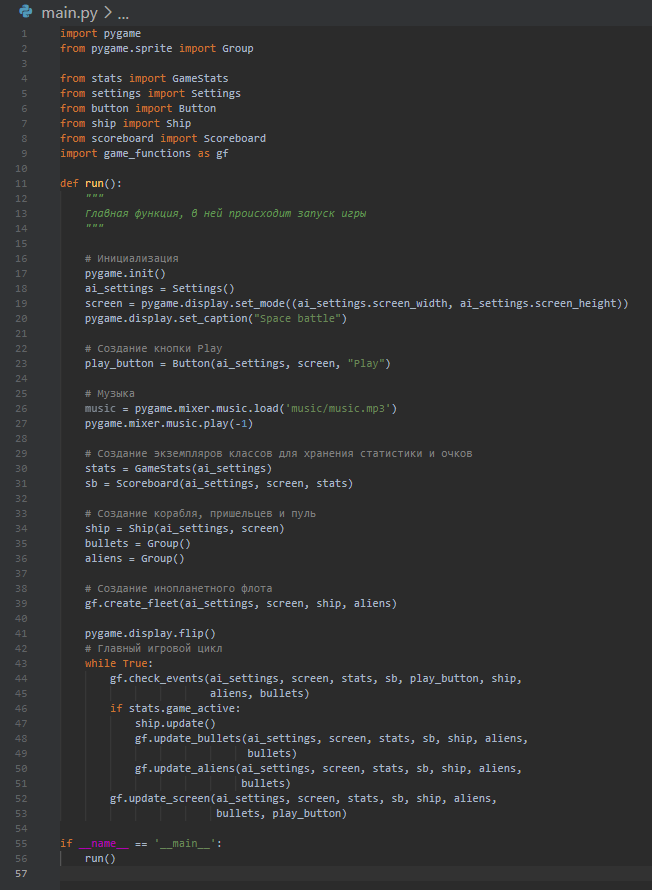 main.py > ...
1 import pygame
2 from pygame.sprite import Group
3
4 from stats import GameStats
5 from settings import Settings
6 from button import Button
7 from ship import Ship
8 from scoreboard import Scoreboard
9 import game_functions as gf
10
11 def run():
12     """
13     Главная функция, в ней происходит запуск игры
14     """
15
16     # Инициализация
17     pygame.init()
18     ai_settings = Settings()
19     screen = pygame.display.set_mode((ai_settings.screen_width, ai_settings.screen_height))
20     pygame.display.set_caption("Space battle")
21
22     # Создание кнопки Play
23     play_button = Button(ai_settings, screen, "Play")
24
25     # Музыка
26     music = pygame.mixer.music.load('music/music.mp3')
27     pygame.mixer.music.play(-1)
28
29     # Создание экземпляров классов для хранения статистики и очков
30     stats = GameStats(ai_settings)
31     sb = Scoreboard(ai_settings, screen, stats)
32
33     # Создание корабля, пришельцев и пуль
34     ship = Ship(ai_settings, screen)
35     bullets = Group()
36     aliens = Group()
37
38     # Создание инопланетного флота
39     gf.create_fleet(ai_settings, screen, ship, aliens)
40
41     pygame.display.flip()
42     # Главный игровой цикл
43     while True:
44         gf.check_events(ai_settings, screen, stats, sb, play_button, ship,
45                         aliens, bullets)
46         if stats.game_active:
47             ship.update()
48             gf.update_bullets(ai_settings, screen, stats, sb, ship, aliens,
49                               bullets)
50             gf.update_aliens(ai_settings, screen, stats, sb, ship, aliens,
51                              bullets)
52         gf.update_screen(ai_settings, screen, stats, sb, ship, aliens,
53                          bullets, play_button)
54
55 if __name__ == '__main__':
56     run()
57